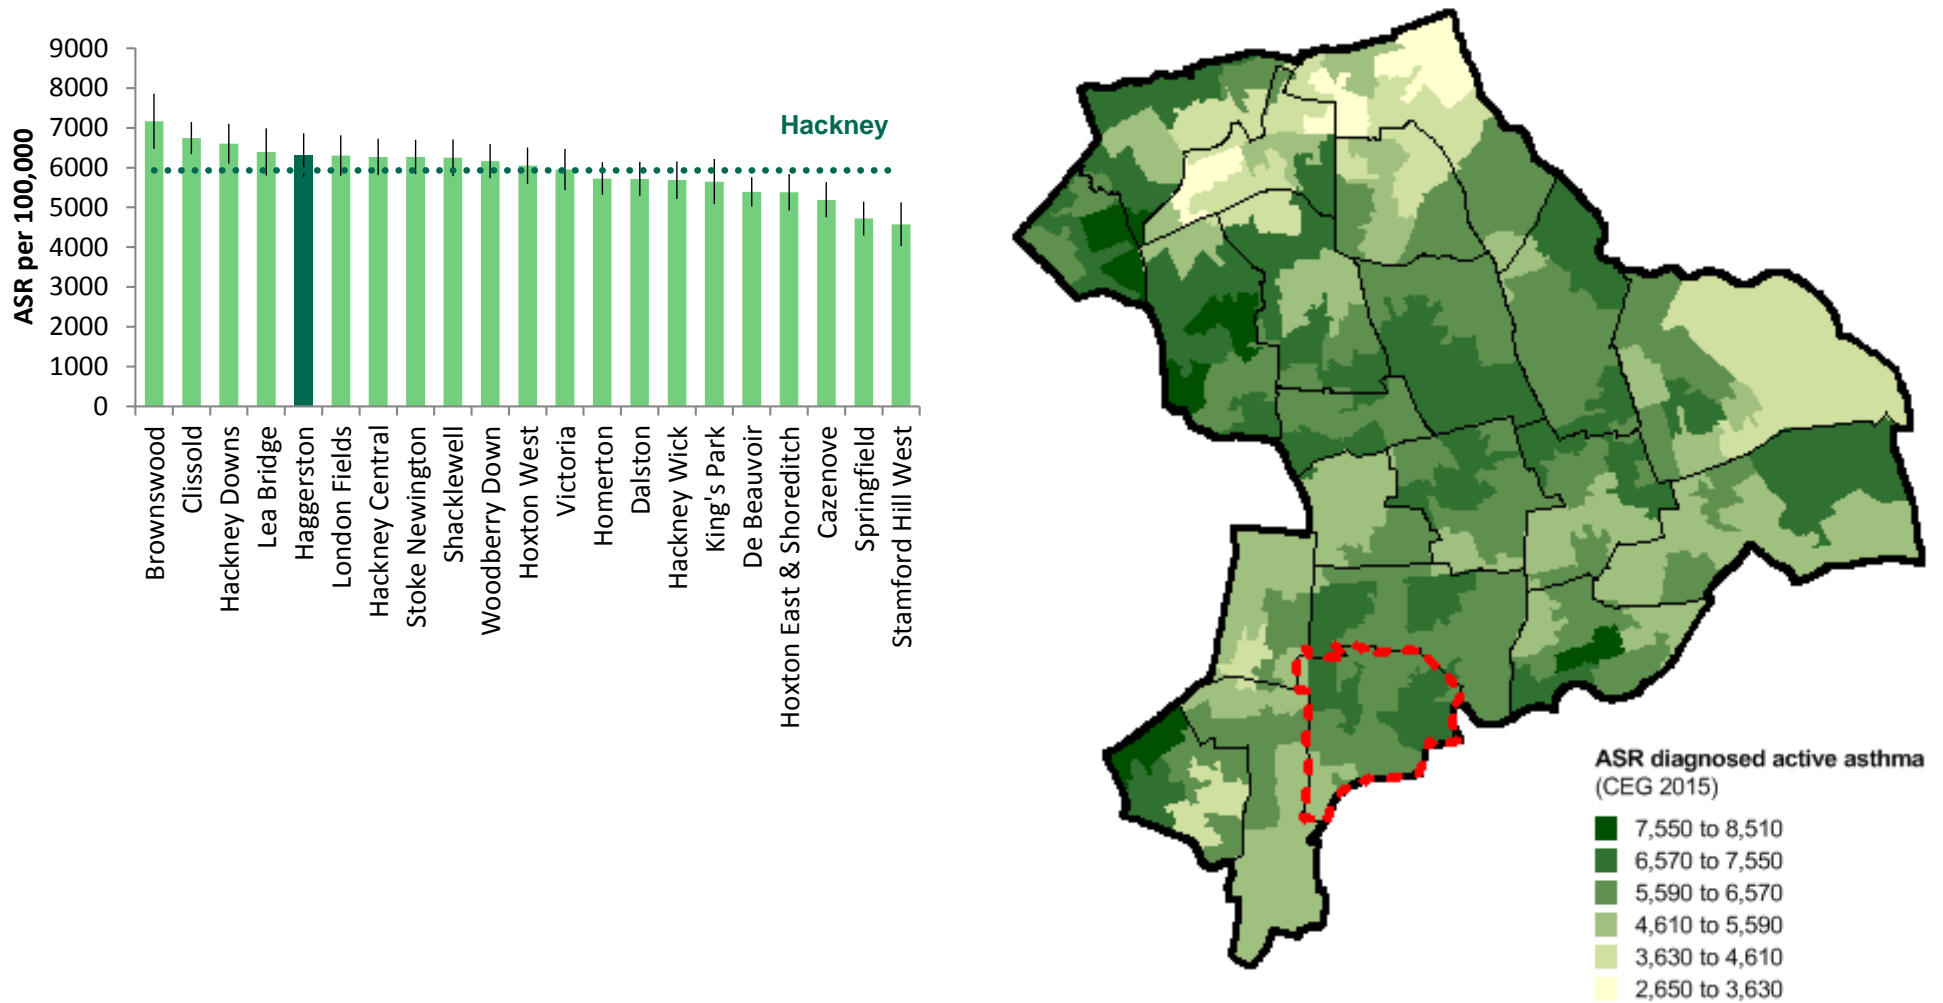 9000
8000
7000
6000
5000
4000
3000
2000
1000
0
ASR per 100,000
Hackney
Brownswood
Clissold
Hackney Downs
Lea Bridge
Haggerston
London Fields
Hackney Central
Stoke Newington
Shacklewell
Woodberry Down
Hoxton West
Victoria
Homerton
Dalston
Hackney Wick
King's Park
De Beauvoir
Hoxton East & Shoreditch
Cazenove
Springfield
Stamford Hill West
ASR diagnosed active asthma
(CEG 2015)
7,550 to 8,510
6,570 to 7,550
5,590 to 6,570
4,610 to 5,590
3,630 to 4,610
2,650 to 3,630